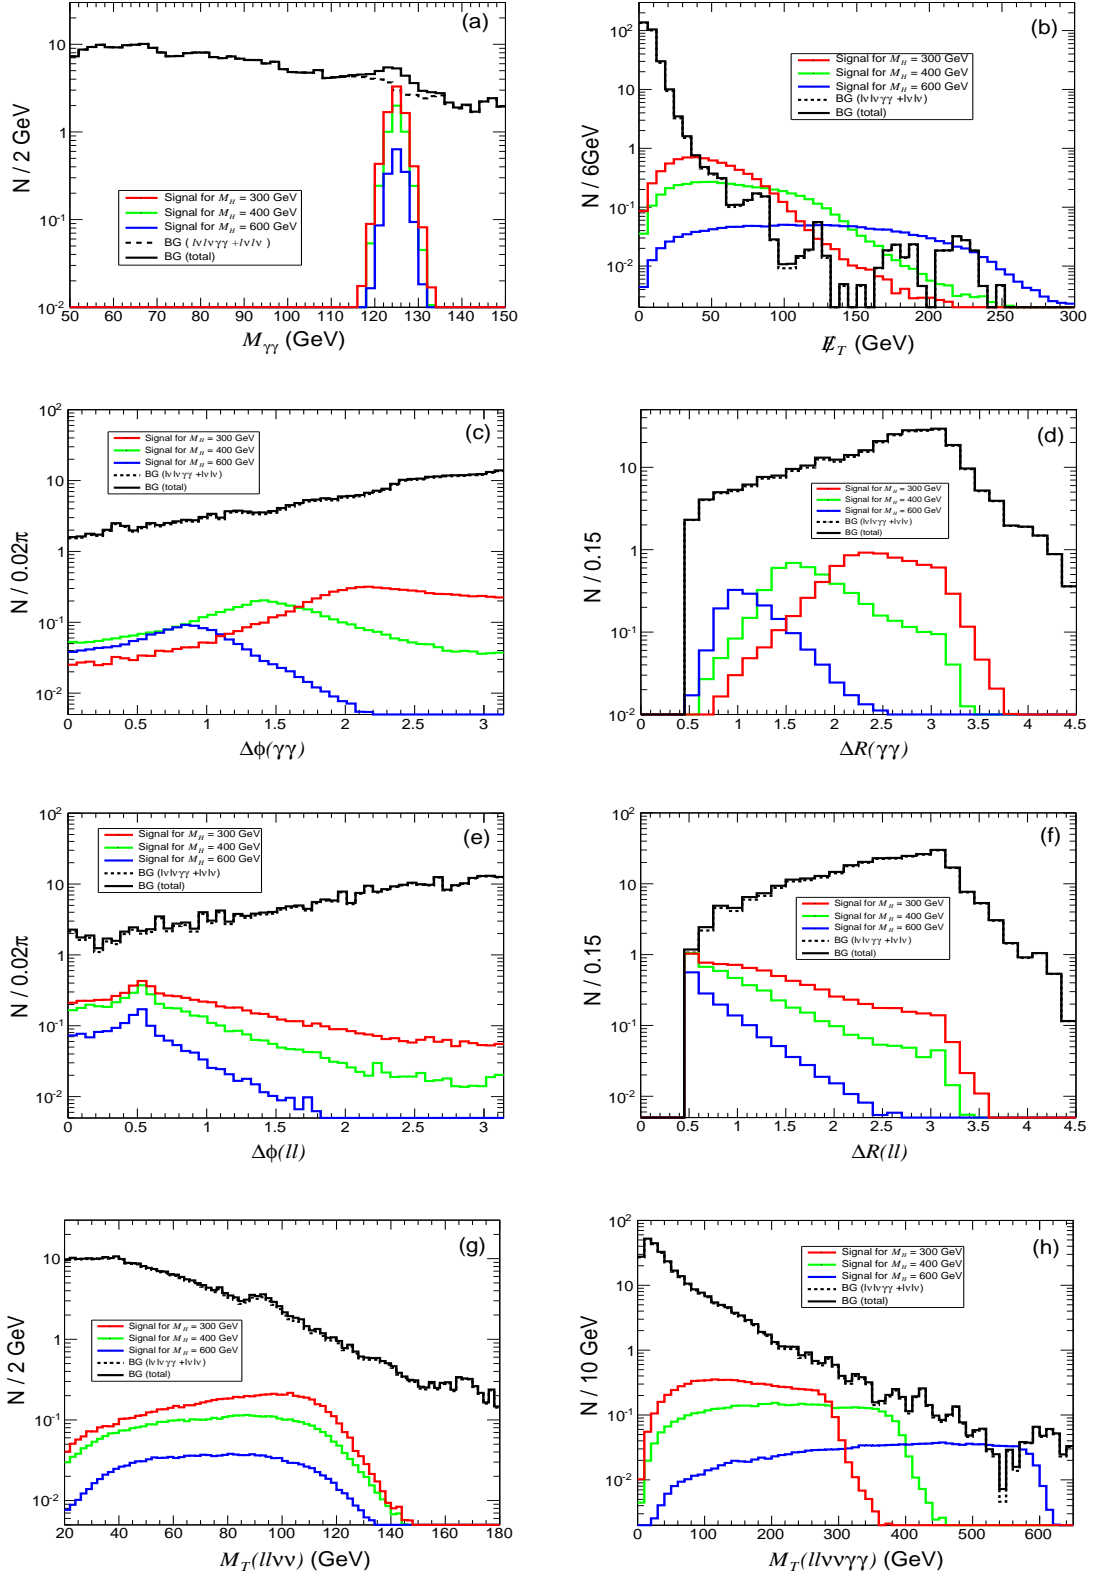 (a)
10²
10
1
10⁻¹
10⁻²
N / 2 GeV
Signal for M_H = 300 GeV
Signal for M_H = 400 GeV
Signal for M_H = 600 GeV
BG ( lνlνγγ +lνlν )
BG (total)
50 60 70 80 90 100 110 120 130 140 150
M_γγ (GeV)
(b)
10²
10
1
10⁻¹
10⁻²
N / 6GeV
Signal for M_H = 300 GeV
Signal for M_H = 400 GeV
Signal for M_H = 600 GeV
BG (lνlνγγ +lνlν)
BG (total)
0 50 100 150 200 250 300
E̸_T (GeV)
(c)
10²
10
1
10⁻¹
10⁻²
N / 0.02π
Signal for M_H = 300 GeV
Signal for M_H = 400 GeV
Signal for M_H = 600 GeV
BG (lνlνγγ +lνlν)
BG (total)
0 0.5 1 1.5 2 2.5 3
Δϕ(γγ)
(d)
10
1
10⁻¹
10⁻²
N / 0.15
Signal for M_H = 300 GeV
Signal for M_H = 400 GeV
Signal for M_H = 600 GeV
BG (lνlνγγ +lνlν)
BG (total)
0 0.5 1 1.5 2 2.5 3 3.5 4 4.5
ΔR(γγ)
(e)
10²
10
1
10⁻¹
10⁻²
N / 0.02π
Signal for M_H = 300 GeV
Signal for M_H = 400 GeV
Signal for M_H = 600 GeV
BG (lνlνγγ +lνlν)
BG (total)
0 0.5 1 1.5 2 2.5 3
Δϕ(ll)
(f)
10²
10
1
10⁻¹
10⁻²
N / 0.15
Signal for M_H = 300 GeV
Signal for M_H = 400 GeV
Signal for M_H = 600 GeV
BG (lνlνγγ +lνlν)
BG (total)
0 0.5 1 1.5 2 2.5 3 3.5 4 4.5
ΔR(ll)
(g)
10
1
10⁻¹
10⁻²
N / 2 GeV
Signal for M_H = 300 GeV
Signal for M_H = 400 GeV
Signal for M_H = 600 GeV
BG (lνlνγγ +lνlν)
BG (total)
20 40 60 80 100 120 140 160 180
M_T(llνν) (GeV)
(h)
10²
10
1
10⁻¹
10⁻²
N / 10 GeV
Signal for M_H = 300 GeV
Signal for M_H = 400 GeV
Signal for M_H = 600 GeV
BG (lνlνγγ +lνlν)
BG (total)
0 100 200 300 400 500 600
M_T(llννγγ) (GeV)